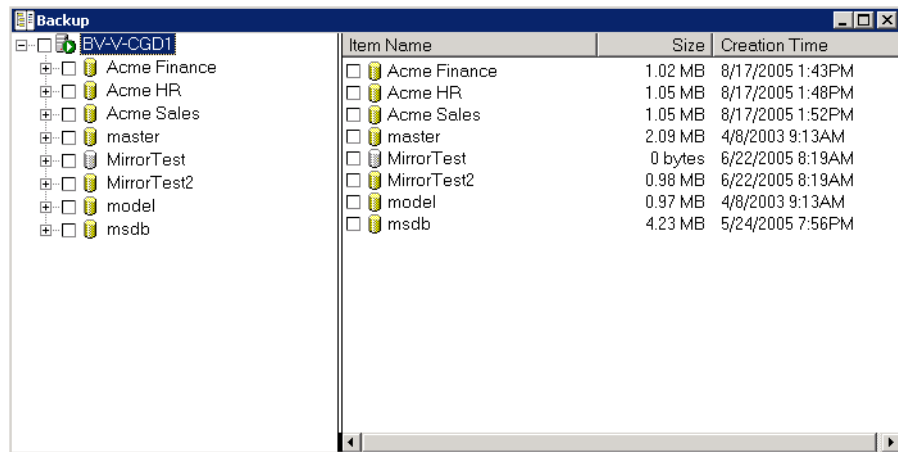 Backup
BV-V-CGD1
Acme Finance
Acme HR
Acme Sales
master
MirrorTest
MirrorTest2
model
msdb
Item Name Size Creation Time
Acme Finance 1.02 MB 8/17/2005 1:43PM
Acme HR 1.05 MB 8/17/2005 1:48PM
Acme Sales 1.05 MB 8/17/2005 1:52PM
master 2.09 MB 4/8/2003 9:13AM
MirrorTest 0 bytes 6/22/2005 8:19AM
MirrorTest2 0.98 MB 6/22/2005 8:19AM
model 0.97 MB 4/8/2003 9:13AM
msdb 4.23 MB 5/24/2005 7:56PM